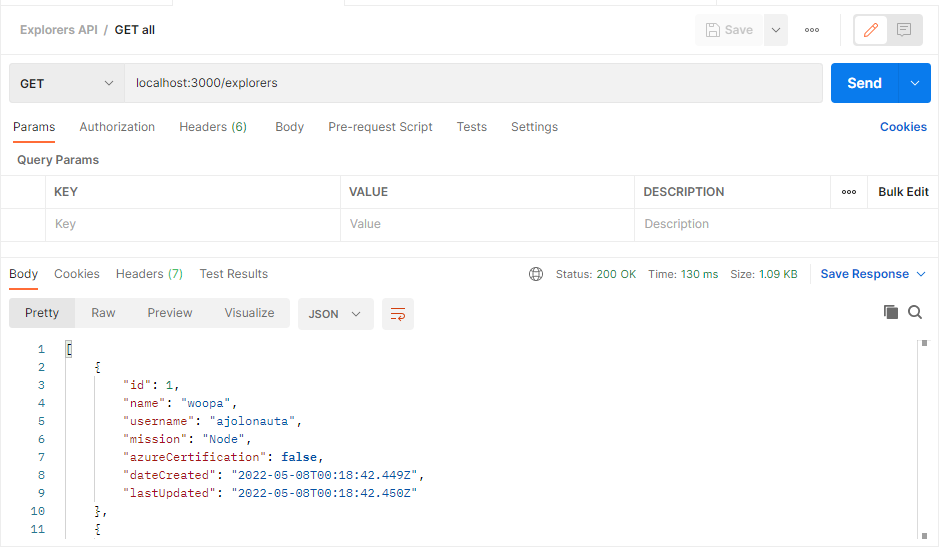 Explorers API / GET all Save
GET localhost:3000/explorers Send
Params Authorization Headers (6) Body Pre-request Script Tests Settings Cookies
Query Params
KEY VALUE DESCRIPTION Bulk Edit
Key Value Description
Body Cookies Headers (7) Test Results Status: 200 OK Time: 130 ms Size: 1.09 KB Save Response
Pretty Raw Preview Visualize JSON
1 [
2 {
3 "id": 1,
4 "name": "woopa",
5 "username": "ajolonauta",
6 "mission": "Node",
7 "azureCertification": false,
8 "dateCreated": "2022-05-08T00:18:42.449Z",
9 "lastUpdated": "2022-05-08T00:18:42.450Z"
10 },
11 {